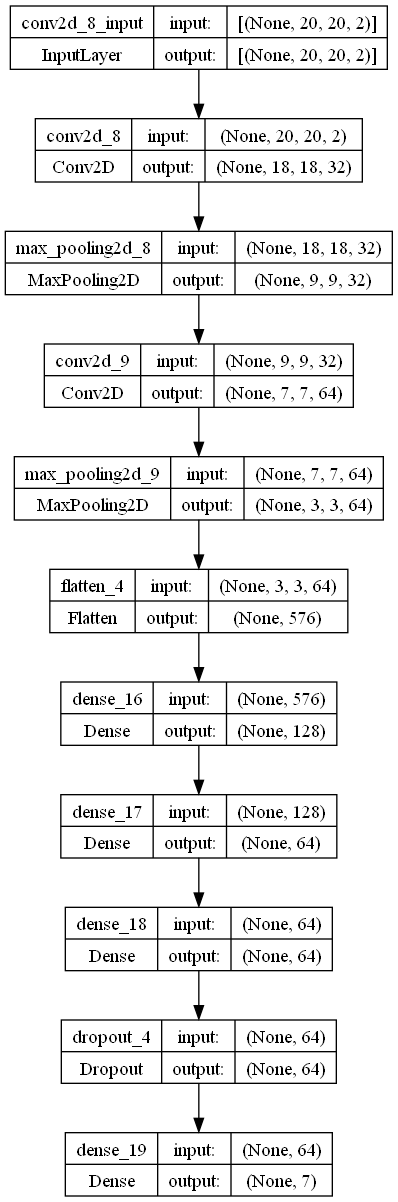 conv2d_8_input input: [(None, 20, 20, 2)]
InputLayer output: [(None, 20, 20, 2)]
conv2d_8 input: (None, 20, 20, 2)
Conv2D output: (None, 18, 18, 32)
max_pooling2d_8 input: (None, 18, 18, 32)
MaxPooling2D output: (None, 9, 9, 32)
conv2d_9 input: (None, 9, 9, 32)
Conv2D output: (None, 7, 7, 64)
max_pooling2d_9 input: (None, 7, 7, 64)
MaxPooling2D output: (None, 3, 3, 64)
flatten_4 input: (None, 3, 3, 64)
Flatten output: (None, 576)
dense_16 input: (None, 576)
Dense output: (None, 128)
dense_17 input: (None, 128)
Dense output: (None, 64)
dense_18 input: (None, 64)
Dense output: (None, 64)
dropout_4 input: (None, 64)
Dropout output: (None, 64)
dense_19 input: (None, 64)
Dense output: (None, 7)